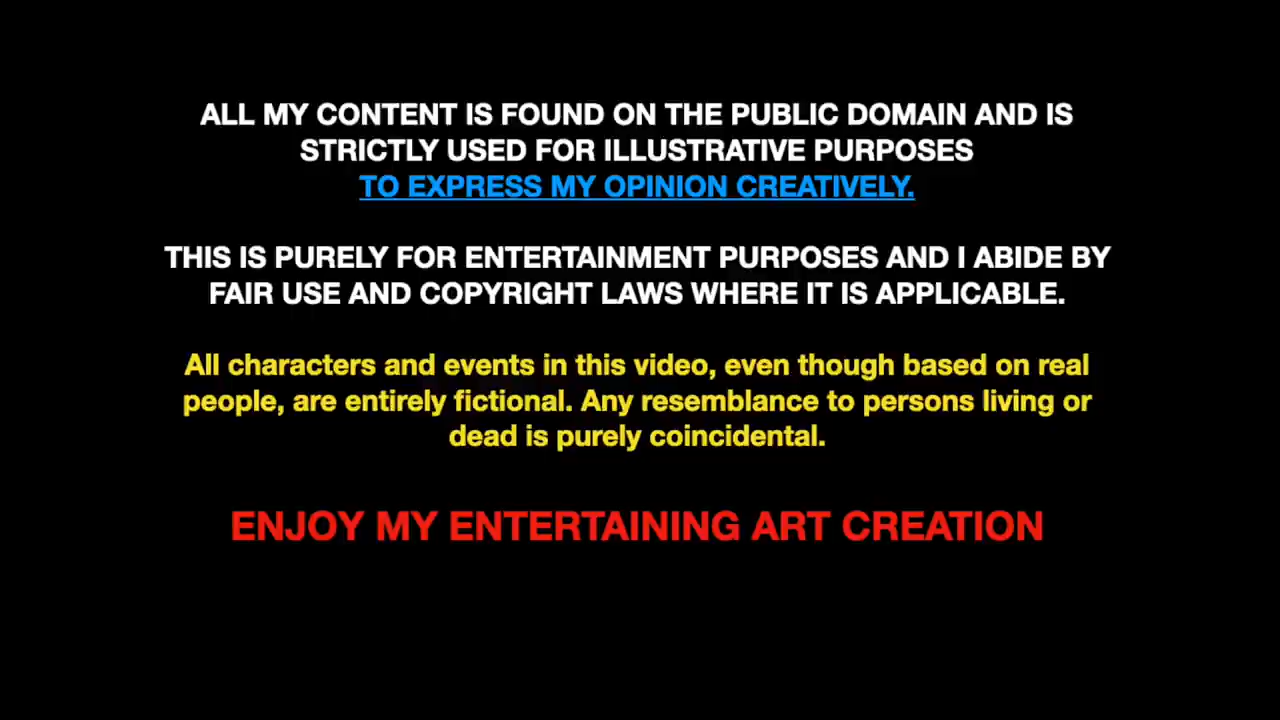 ALL MY CONTENT IS FOUND ON THE PUBLIC DOMAIN AND IS
STRICTLY USED FOR ILLUSTRATIVE PURPOSES
TO EXPRESS MY OPINION CREATIVELY.
THIS IS PURELY FOR ENTERTAINMENT PURPOSES AND I ABIDE BY
FAIR USE AND COPYRIGHT LAWS WHERE IT IS APPLICABLE.
All characters and events in this video, even though based on real
people, are entirely fictional. Any resemblance to persons living or
dead is purely coincidental.
ENJOY MY ENTERTAINING ART CREATION